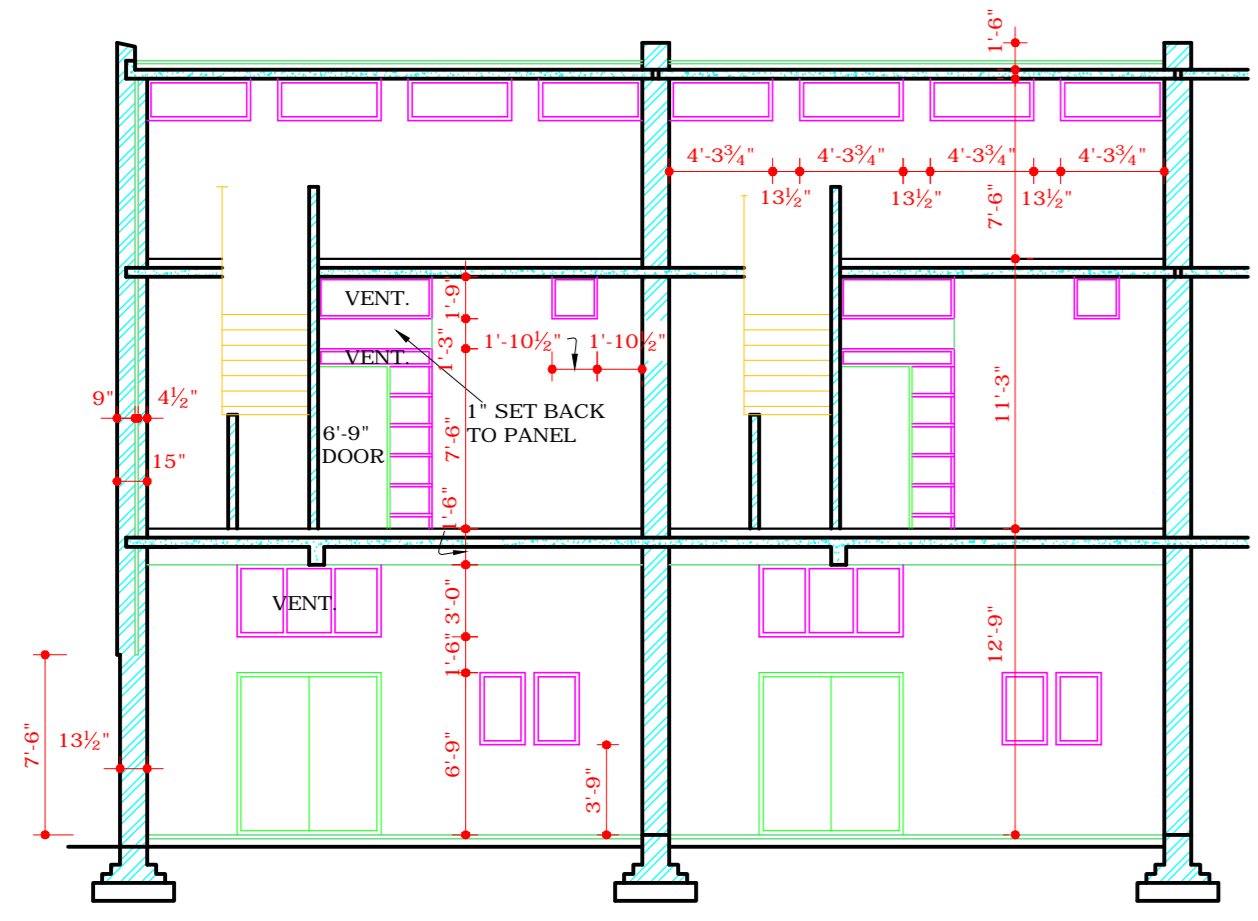 1'-6"
4'-3¾" 4'-3¾" 4'-3¾" 4'-3¾"
13½" 13½" 13½"
7'-6"
VENT.
1'-9"
1'-3"
1'-10½" 1'-10½"
VENT.
9" 4½"
1" SET BACK
TO PANEL
11'-3"
6'-9"
DOOR
7'-6"
15"
1'-6"
VENT.
3'-0"
1'-6"
12'-9"
7'-6"
13½"
6'-9"
3'-9"